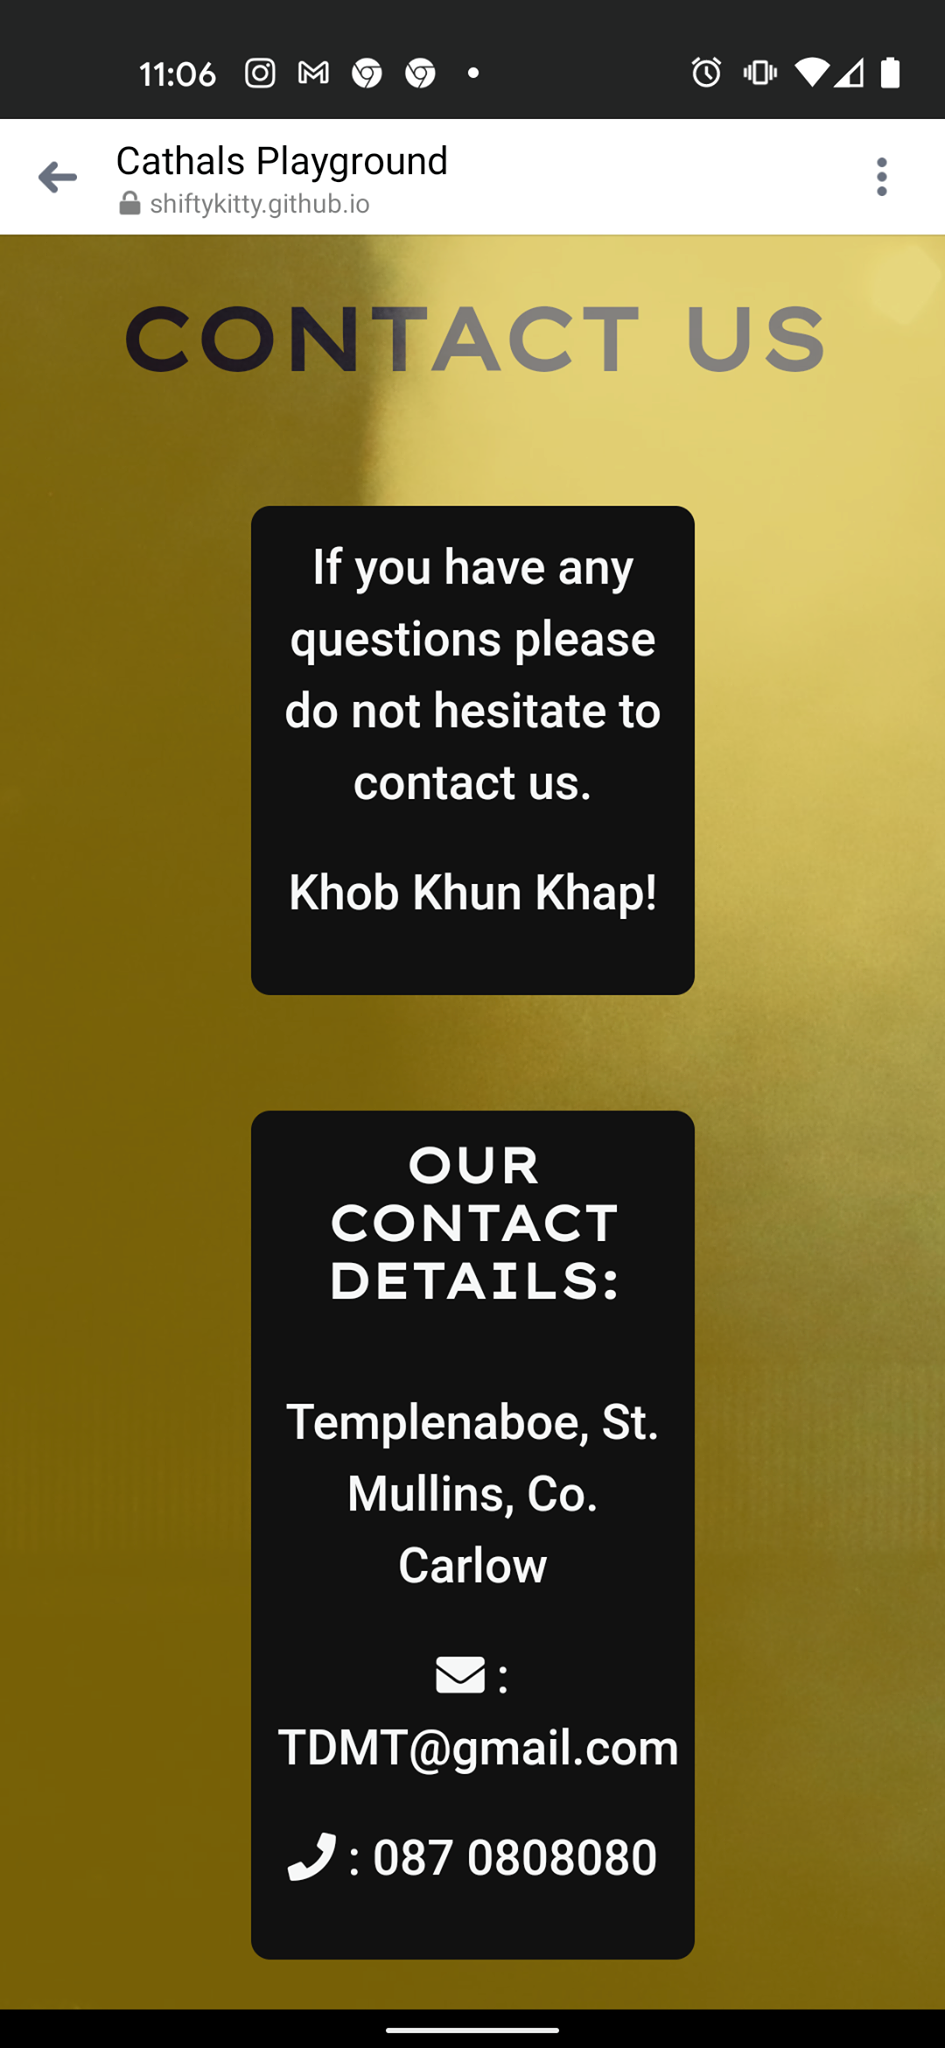 11:06
Cathals Playground
shiftykitty.github.io
CONTACT US
If you have any
questions please
do not hesitate to
contact us.
Khob Khun Khap!
OUR
CONTACT
DETAILS:
Templenaboe, St.
Mullins, Co.
Carlow
:
TDMT@gmail.com
: 087 0808080